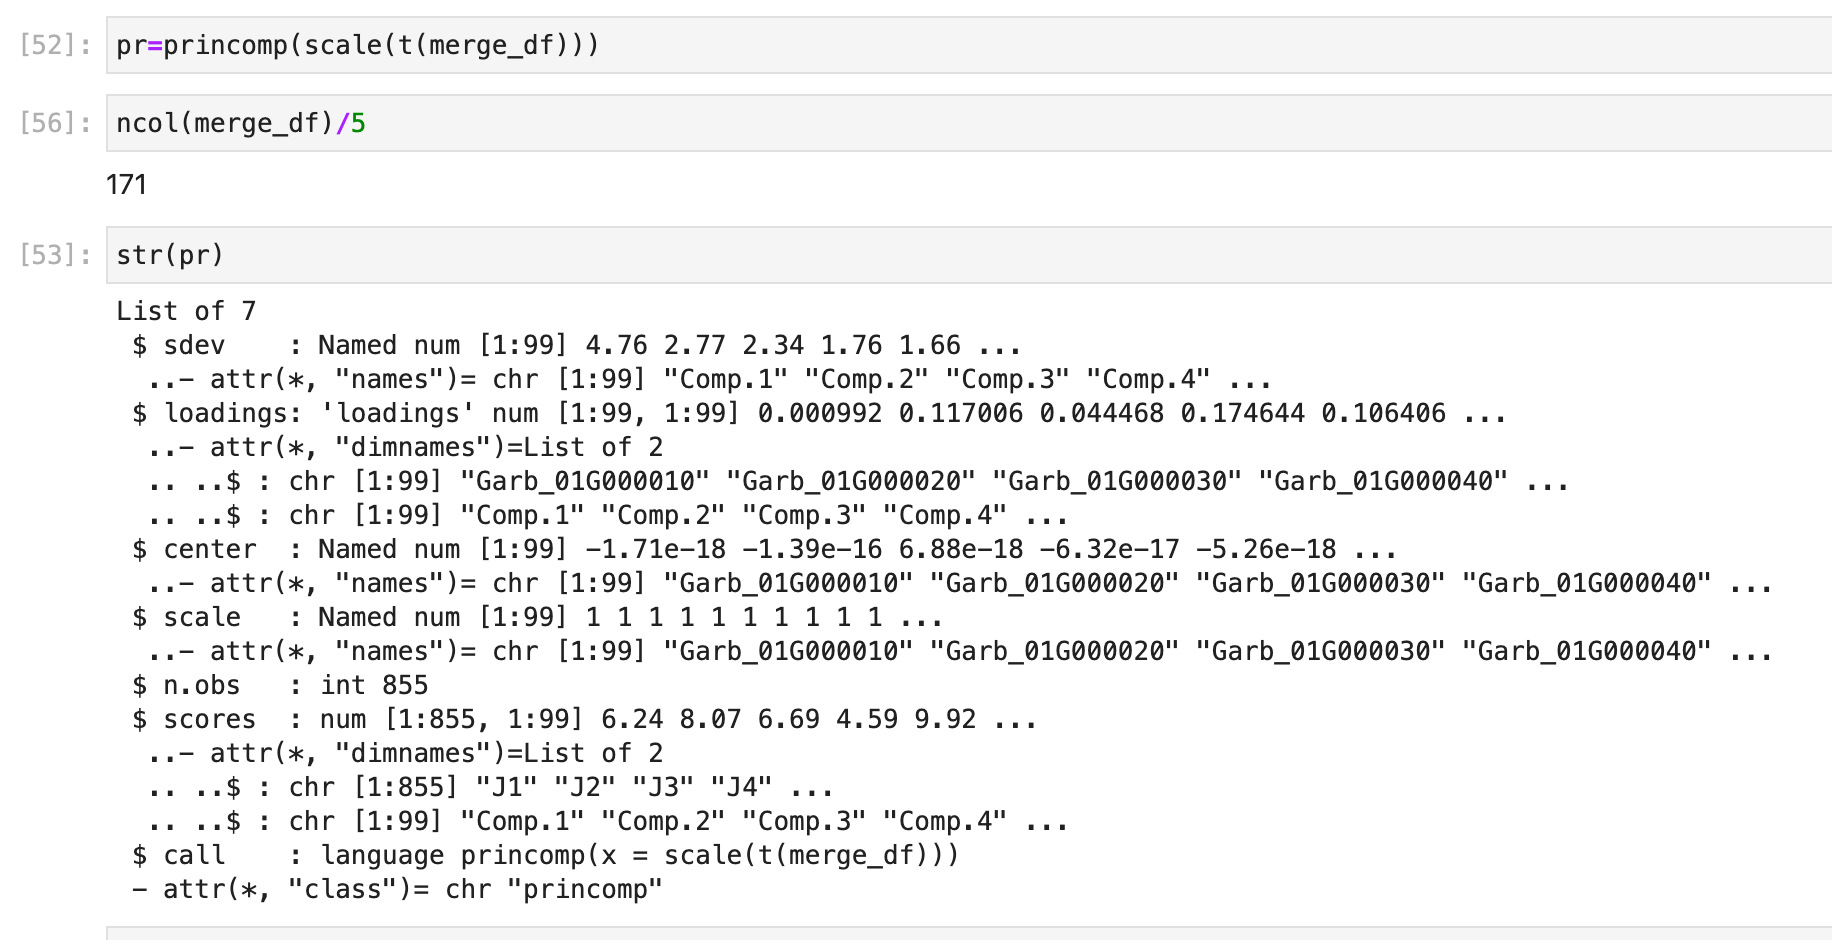 [52]: pr=princomp(scale(t(merge_df)))
[56]: ncol(merge_df)/5
171
[53]: str(pr)
List of 7
 $ sdev    : Named num [1:99] 4.76 2.77 2.34 1.76 1.66 ...
  ..- attr(*, "names")= chr [1:99] "Comp.1" "Comp.2" "Comp.3" "Comp.4" ...
 $ loadings: 'loadings' num [1:99, 1:99] 0.000992 0.117006 0.044468 0.174644 0.106406 ...
  ..- attr(*, "dimnames")=List of 2
  .. ..$ : chr [1:99] "Garb_01G000010" "Garb_01G000020" "Garb_01G000030" "Garb_01G000040" ...
  .. ..$ : chr [1:99] "Comp.1" "Comp.2" "Comp.3" "Comp.4" ...
 $ center  : Named num [1:99] -1.71e-18 -1.39e-16 6.88e-18 -6.32e-17 -5.26e-18 ...
  ..- attr(*, "names")= chr [1:99] "Garb_01G000010" "Garb_01G000020" "Garb_01G000030" "Garb_01G000040" ...
 $ scale   : Named num [1:99] 1 1 1 1 1 1 1 1 1 1 ...
  ..- attr(*, "names")= chr [1:99] "Garb_01G000010" "Garb_01G000020" "Garb_01G000030" "Garb_01G000040" ...
 $ n.obs   : int 855
 $ scores  : num [1:855, 1:99] 6.24 8.07 6.69 4.59 9.92 ...
  ..- attr(*, "dimnames")=List of 2
  .. ..$ : chr [1:855] "J1" "J2" "J3" "J4" ...
  .. ..$ : chr [1:99] "Comp.1" "Comp.2" "Comp.3" "Comp.4" ...
 $ call    : language princomp(x = scale(t(merge_df)))
 - attr(*, "class")= chr "princomp"